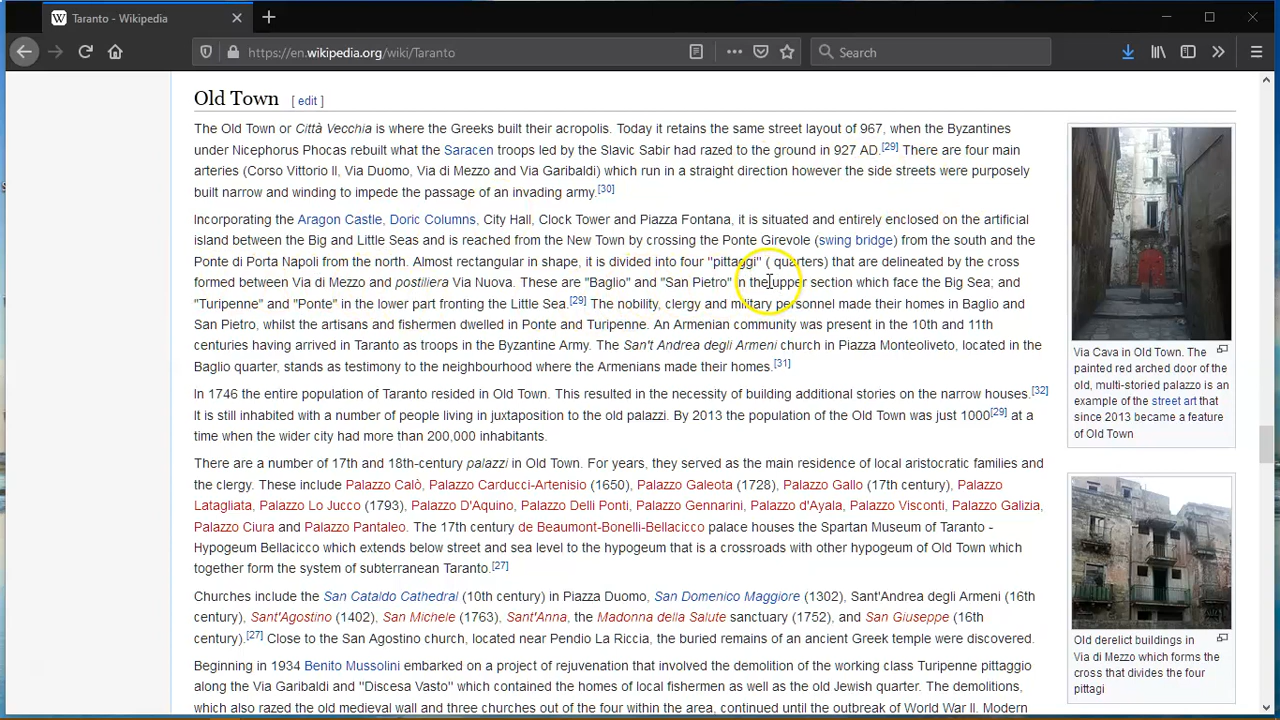 Taranto - Wikipedia
https://en.wikipedia.org/wiki/Taranto
Search
Old Town [ edit ]
The Old Town or Città Vecchia is where the Greeks built their acropolis. Today it retains the same street layout of 967, when the Byzantines
under Nicephorus Phocas rebuilt what the Saracen troops led by the Slavic Sabir had razed to the ground in 927 AD.[29] There are four main
arteries (Corso Vittorio II, Via Duomo, Via di Mezzo and Via Garibaldi) which run in a straight direction however the side streets were purposely
built narrow and winding to impede the passage of an invading army.[30]
Incorporating the Aragon Castle, Doric Columns, City Hall, Clock Tower and Piazza Fontana, it is situated and entirely enclosed on the artificial
island between the Big and Little Seas and is reached from the New Town by crossing the Ponte Girevole (swing bridge) from the south and the
Ponte di Porta Napoli from the north. Almost rectangular in shape, it is divided into four "pittaggi" ( quarters) that are delineated by the cross
formed between Via di Mezzo and postiliera Via Nuova. These are "Baglio" and "San Pietro" in the upper section which face the Big Sea; and
"Turipenne" and "Ponte" in the lower part fronting the Little Sea.[29] The nobility, clergy and military personnel made their homes in Baglio and
San Pietro, whilst the artisans and fishermen dwelled in Ponte and Turipenne. An Armenian community was present in the 10th and 11th
centuries having arrived in Taranto as troops in the Byzantine Army. The San't Andrea degli Armeni church in Piazza Monteoliveto, located in the
Baglio quarter, stands as testimony to the neighbourhood where the Armenians made their homes.[31]
In 1746 the entire population of Taranto resided in Old Town. This resulted in the necessity of building additional stories on the narrow houses.[32]
It is still inhabited with a number of people living in juxtaposition to the old palazzi. By 2013 the population of the Old Town was just 1000[29] at a
time when the wider city had more than 200,000 inhabitants.
There are a number of 17th and 18th-century palazzi in Old Town. For years, they served as the main residence of local aristocratic families and
the clergy. These include Palazzo Calò, Palazzo Carducci-Artenisio (1650), Palazzo Galeota (1728), Palazzo Gallo (17th century), Palazzo
Latagliata, Palazzo Lo Jucco (1793), Palazzo D'Aquino, Palazzo Delli Ponti, Palazzo Gennarini, Palazzo d'Ayala, Palazzo Visconti, Palazzo Galizia,
Palazzo Ciura and Palazzo Pantaleo. The 17th century de Beaumont-Bonelli-Bellacicco palace houses the Spartan Museum of Taranto -
Hypogeum Bellacicco which extends below street and sea level to the hypogeum that is a crossroads with other hypogeum of Old Town which
together form the system of subterranean Taranto.[27]
Churches include the San Cataldo Cathedral (10th century) in Piazza Duomo, San Domenico Maggiore (1302), Sant'Andrea degli Armeni (16th
century), Sant'Agostino (1402), San Michele (1763), Sant'Anna, the Madonna della Salute sanctuary (1752), and San Giuseppe (16th
century).[27] Close to the San Agostino church, located near Pendio La Riccia, the buried remains of an ancient Greek temple were discovered.
Beginning in 1934 Benito Mussolini embarked on a project of rejuvenation that involved the demolition of the working class Turipenne pittaggio
along the Via Garibaldi and "Discesa Vasto" which contained the homes of local fishermen as well as the old Jewish quarter. The demolitions,
which also razed the old medieval wall and three churches out of the four within the area, continued until the outbreak of World War II. Modern
Via Cava in Old Town. The
painted red arched door of the
old, multi-storied palazzo is an
example of the street art that
since 2013 became a feature
of Old Town
Old derelict buildings in
Via di Mezzo which forms the
cross that divides the four
pittagi